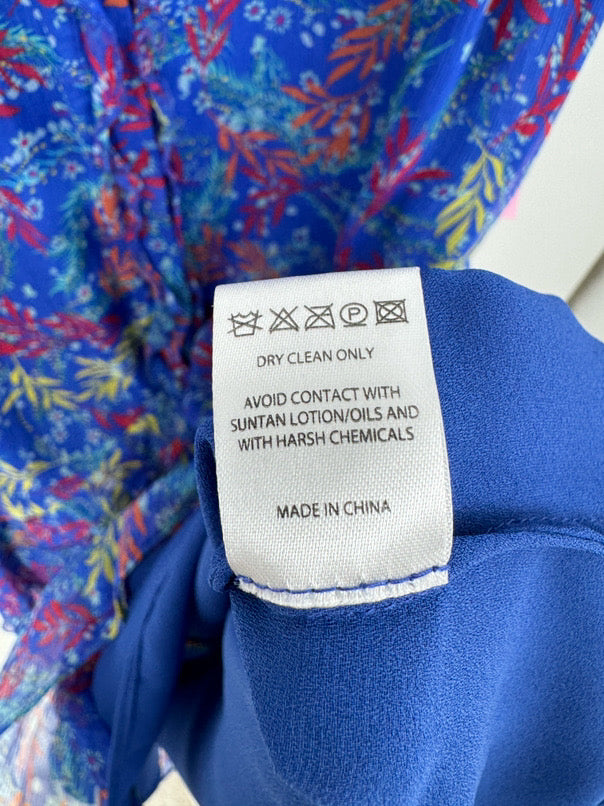 DRY CLEAN ONLY
AVOID CONTACT WITH
SUNTAN LOTION/OILS AND
WITH HARSH CHEMICALS
MADE IN CHINA